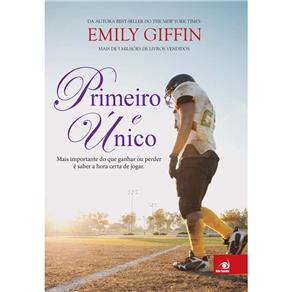 DA AUTORA BEST-SELLER DO THE NEW YORK TIMES
EMILY GIFFIN
MAIS DE 5 MILHÕES DE LIVROS VENDIDOS
Primeiro
e
Único
Mais importante do que ganhar ou perder
é saber a hora certa de jogar.